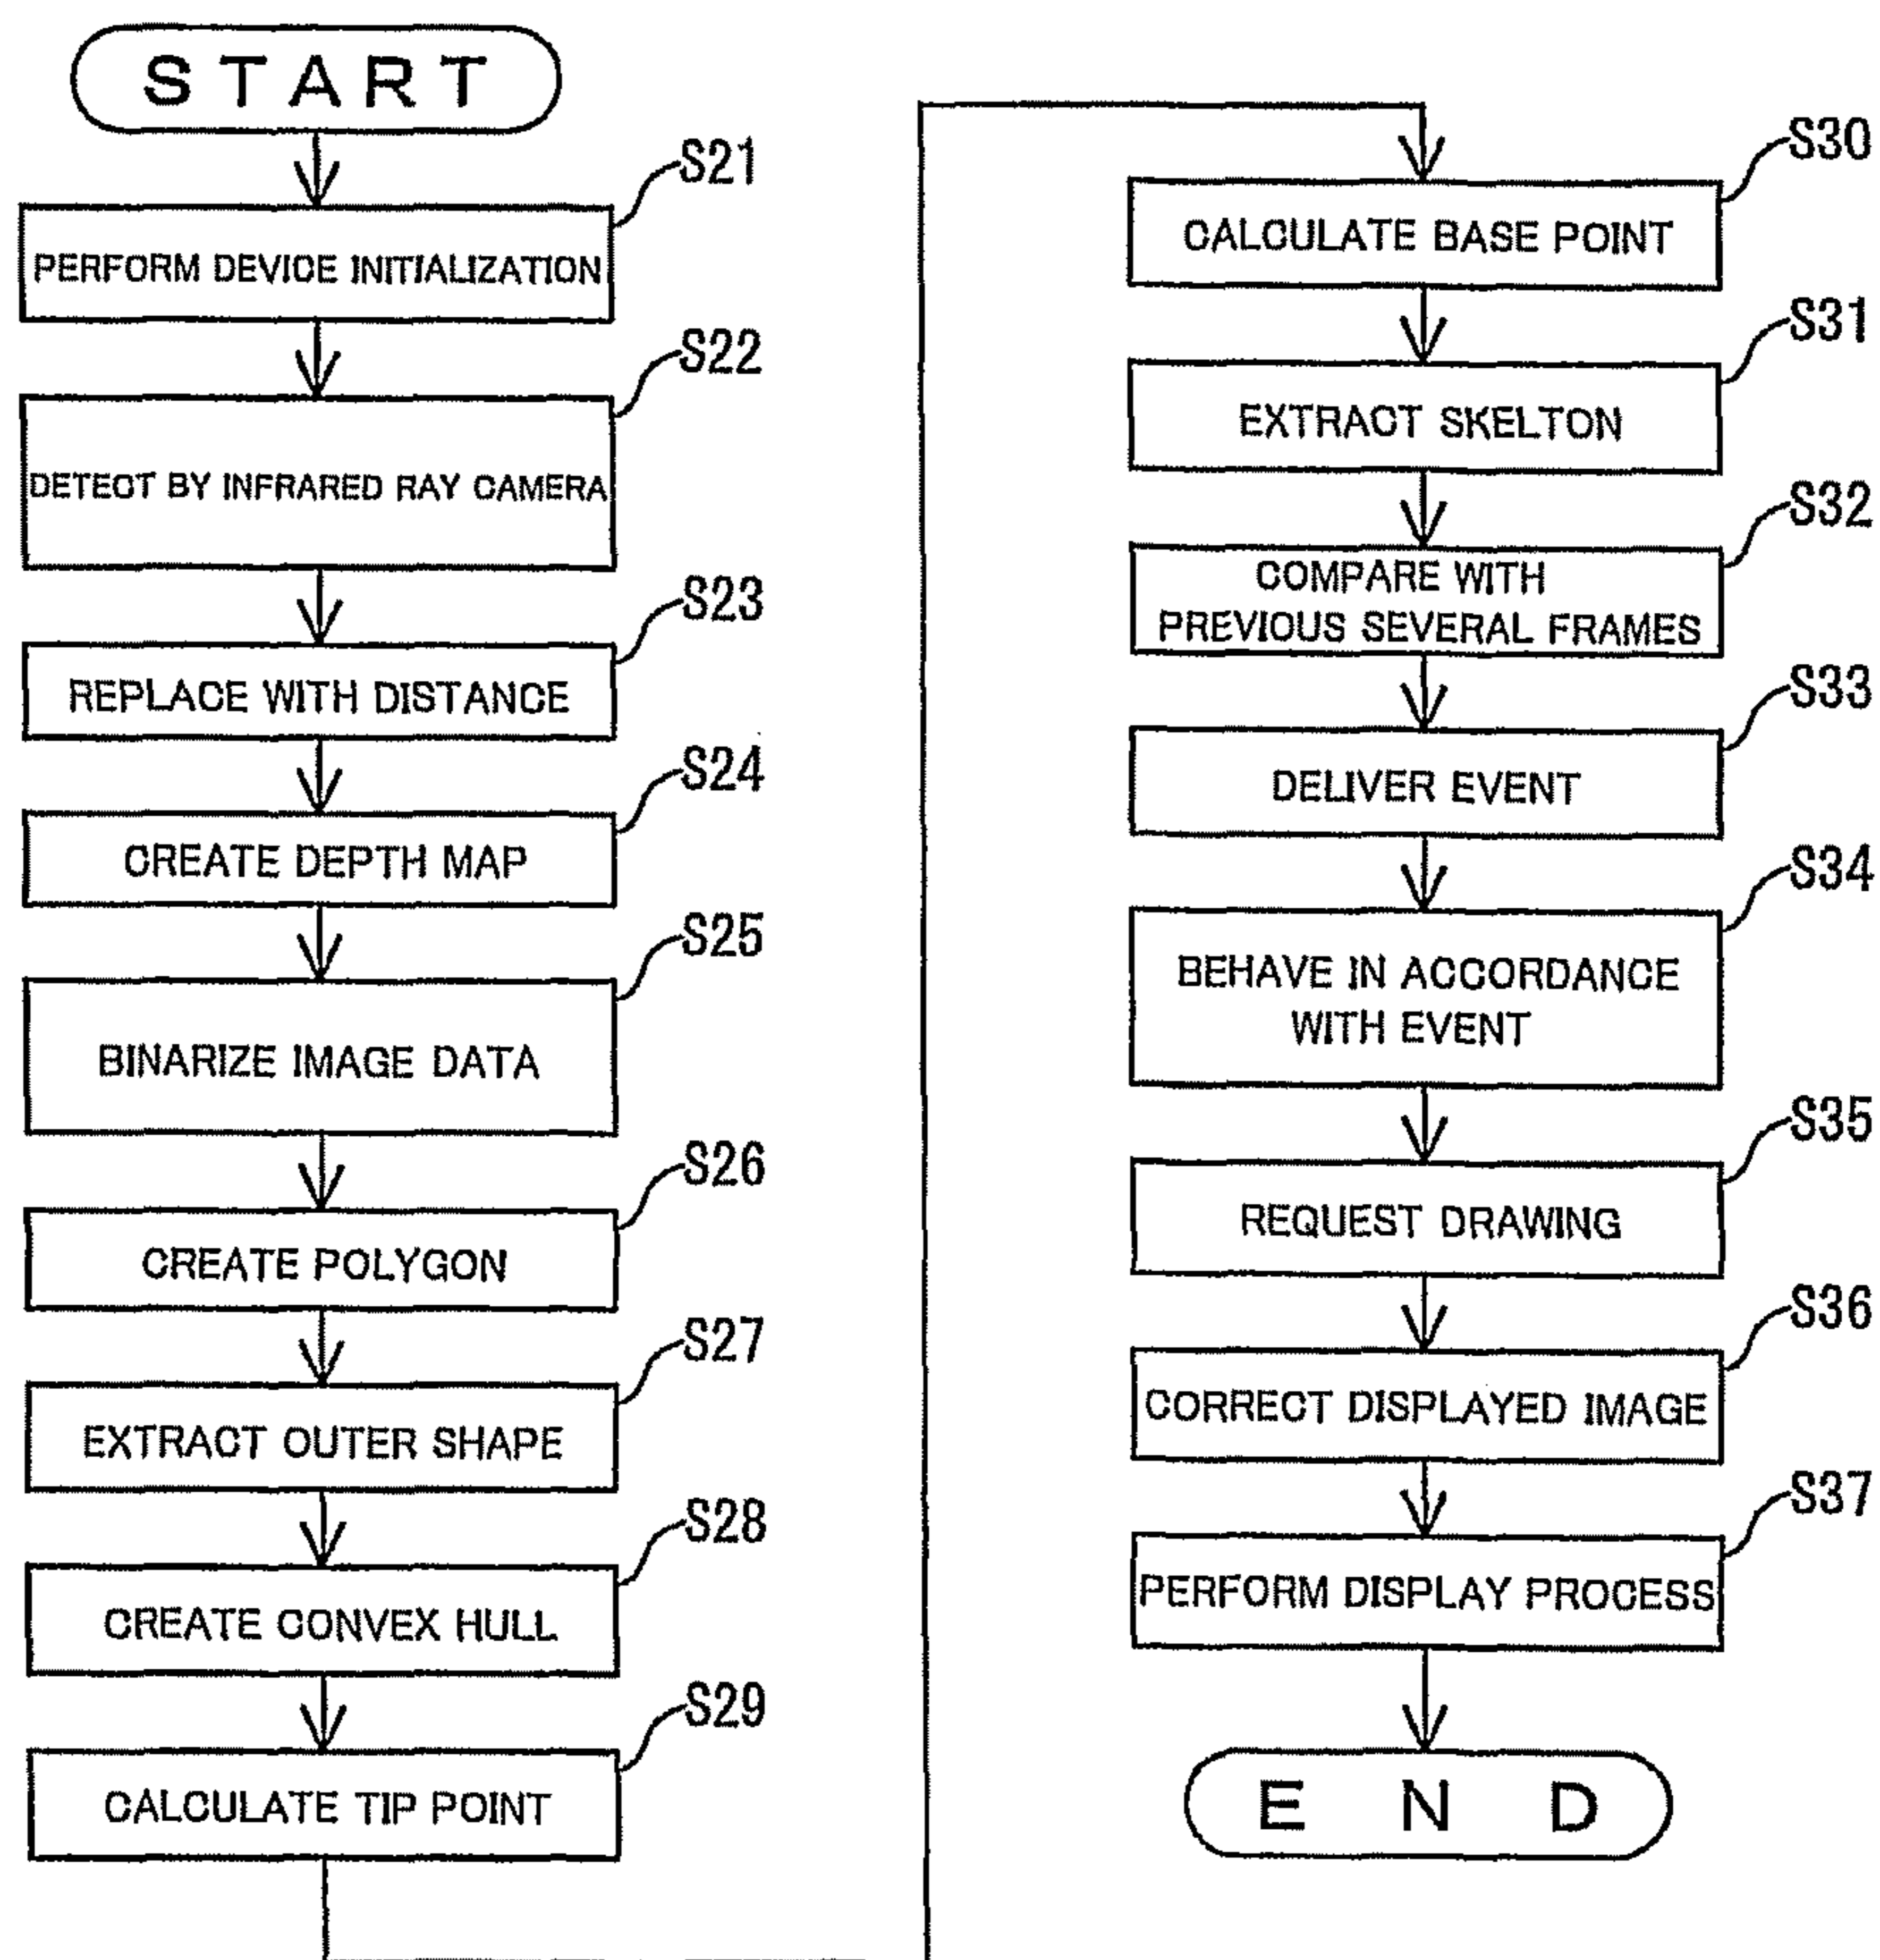 START
S21
PERFORM DEVICE INITIALIZATION
S22
DETECT BY INFRARED RAY CAMERA
S23
REPLACE WITH DISTANCE
S24
CREATE DEPTH MAP
S25
BINARIZE IMAGE DATA
S26
CREATE POLYGON
S27
EXTRACT OUTER SHAPE
S28
CREATE CONVEX HULL
S29
CALCULATE TIP POINT
S30
CALCULATE BASE POINT
S31
EXTRACT SKELTON
S32
COMPARE WITH
PREVIOUS SEVERAL FRAMES
S33
DELIVER EVENT
S34
BEHAVE IN ACCORDANCE
WITH EVENT
S35
REQUEST DRAWING
S36
CORRECT DISPLAYED IMAGE
S37
PERFORM DISPLAY PROCESS
END